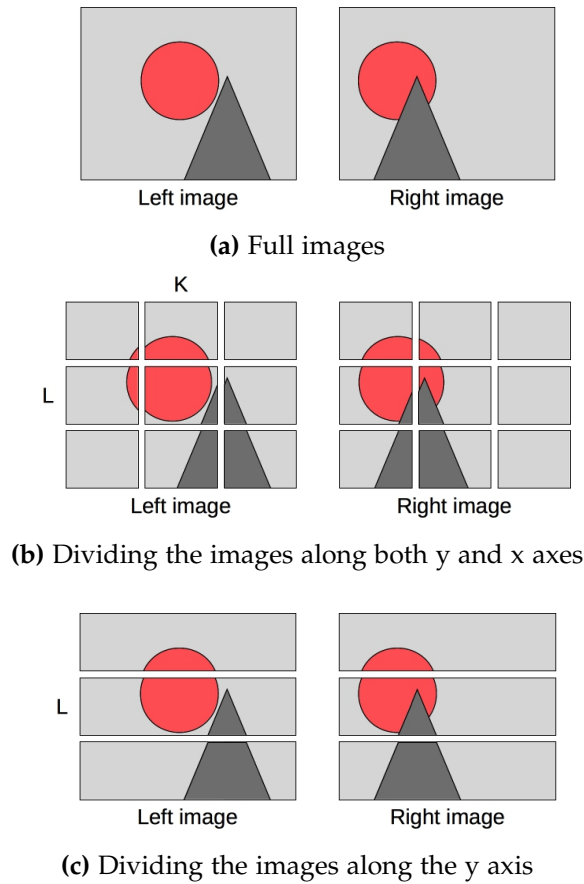 Left image Right image
(a) Full images
K
L
Left image Right image
(b) Dividing the images along both y and x axes
L
Left image Right image
(c) Dividing the images along the y axis